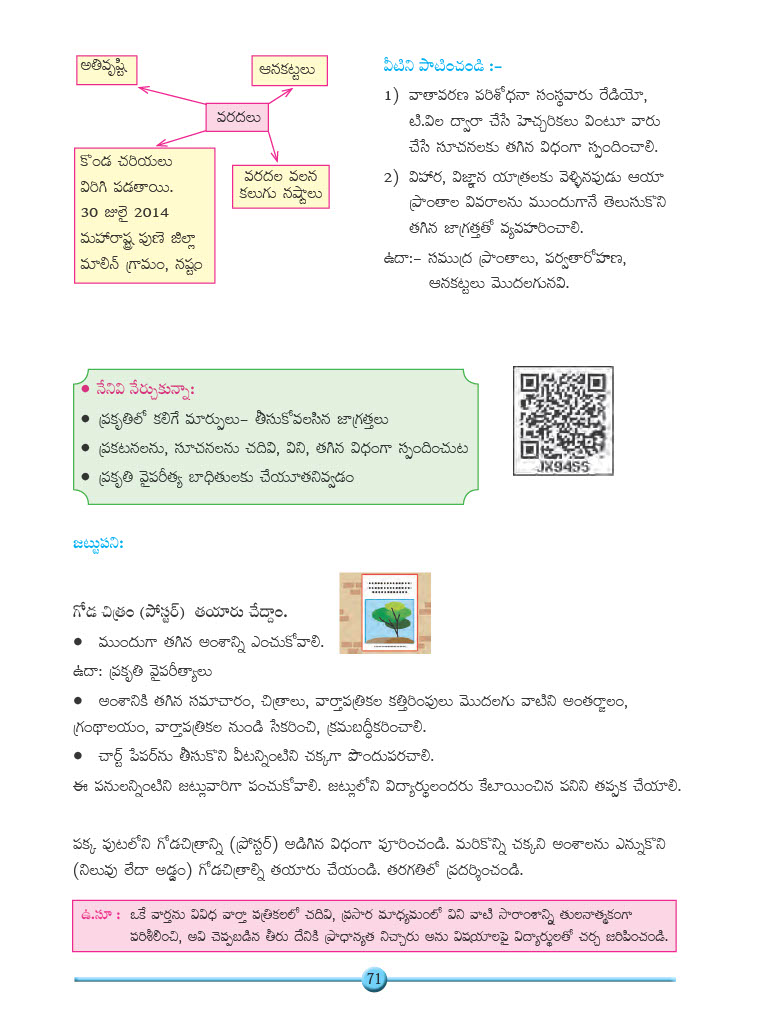 అతివృష్టి
ఆనకట్టలు
వరదలు
కొండ చరియలు
విరిగి పడతాయి.
30 జులై 2014
మహారాష్ట్ర పుణె జిల్లా
మాలిన్ గ్రామం, నష్టం
వరదల వలన
కలుగు నష్టాలు
వీటిని పాటించండి :–
1) వాతావరణ పరిశోధనా సంస్థవారు రేడియో,
టి.విల ద్వారా చేసే హెచ్చరికలు వింటూ వారు
చేసే సూచనలకు తగిన విధంగా స్పందించాలి.
2) విహార, విజ్ఞాన యాత్రలకు వెళ్ళినపుడు ఆయా
ప్రాంతాల వివరాలను ముందుగానే తెలుసుకొని
తగిన జాగ్రత్తతో వ్యవహరించాలి.
ఉదా:– సముద్ర ప్రాంతాలు, పర్వతారోహణ,
ఆనకట్టలు మొదలగునవి.
• నేనివి నేర్చుకున్నా:
• ప్రకృతిలో కలిగే మార్పులు– తీసుకోవలసిన జాగ్రత్తలు
• ప్రకటనలను, సూచనలను చదివి, విని, తగిన విధంగా స్పందించుట
• ప్రకృతి వైపరీత్య బాధితులకు చేయూతనివ్వడం
JX94SS
జట్టుపని:
గోడ చిత్రం (పోస్టర్) తయారు చేద్దాం.
• ముందుగా తగిన అంశాన్ని ఎంచుకోవాలి.
ఉదా: ప్రకృతి వైపరీత్యాలు
• అంశానికి తగిన సమాచారం, చిత్రాలు, వార్తాపత్రికల కత్తిరింపులు మొదలగు వాటిని అంతర్జాలం,
గ్రంథాలయం, వార్తాపత్రికల నుండి సేకరించి, క్రమబద్ధీకరించాలి.
• చార్ట్ పేపర్‌ను తీసుకొని వీటన్నింటిని చక్కగా పొందుపరచాలి.
ఈ పనులన్నింటిని జట్లువారిగా పంచుకోవాలి. జట్లులోని విద్యార్థులందరు కేటాయించిన పనిని తప్పక చేయాలి.
పక్క పుటలోని గోడచిత్రాన్ని (ప్రోస్టర్) అడిగిన విధంగా పూరించండి. మరికొన్ని చక్కని అంశాలను ఎన్నుకొని
(నిలువు లేదా అడ్డం) గోడచిత్రాల్ని తయారు చేయండి. తరగతిలో ప్రదర్శించండి.
ఉ.సూ : ఒకే వార్తను వివిధ వార్తా పత్రికలలో చదివి, ప్రసార మాధ్యమంలో విని వాటి సారాంశాన్ని తులనాత్మకంగా
పరిశీలించి, అవి చెప్పబడిన తీరు దేనికి ప్రాధాన్యత నిచ్చారు అను విషయాలపై విద్యార్థులతో చర్చ జరిపించండి.
71